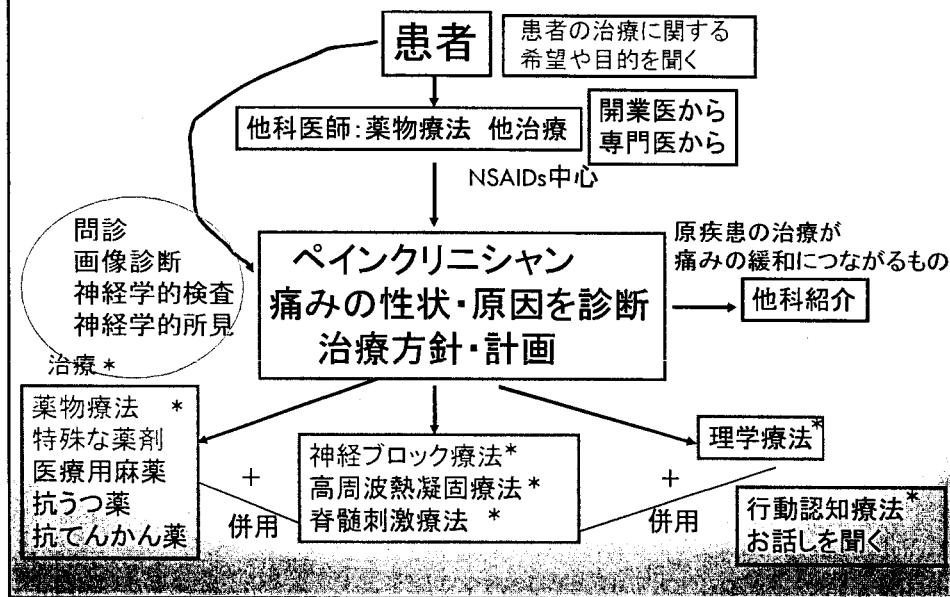 患者
患者の治療に関する
希望や目的を聞く
他科医師:薬物療法 他治療
開業医から
専門医から
NSAIDs中心
問診
画像診断
神経学的検査
神経学的所見
ペインクリニシャン
痛みの性状・原因を診断
治療方針・計画
原疾患の治療が
痛みの緩和につながるもの
他科紹介
治療*
薬物療法 *
特殊な薬剤
医療用麻薬
抗うつ薬
抗てんかん薬
+
併用
神経ブロック療法*
高周波熱凝固療法*
脊髄刺激療法 *
+
併用
理学療法*
行動認知療法*
お話しを聞く